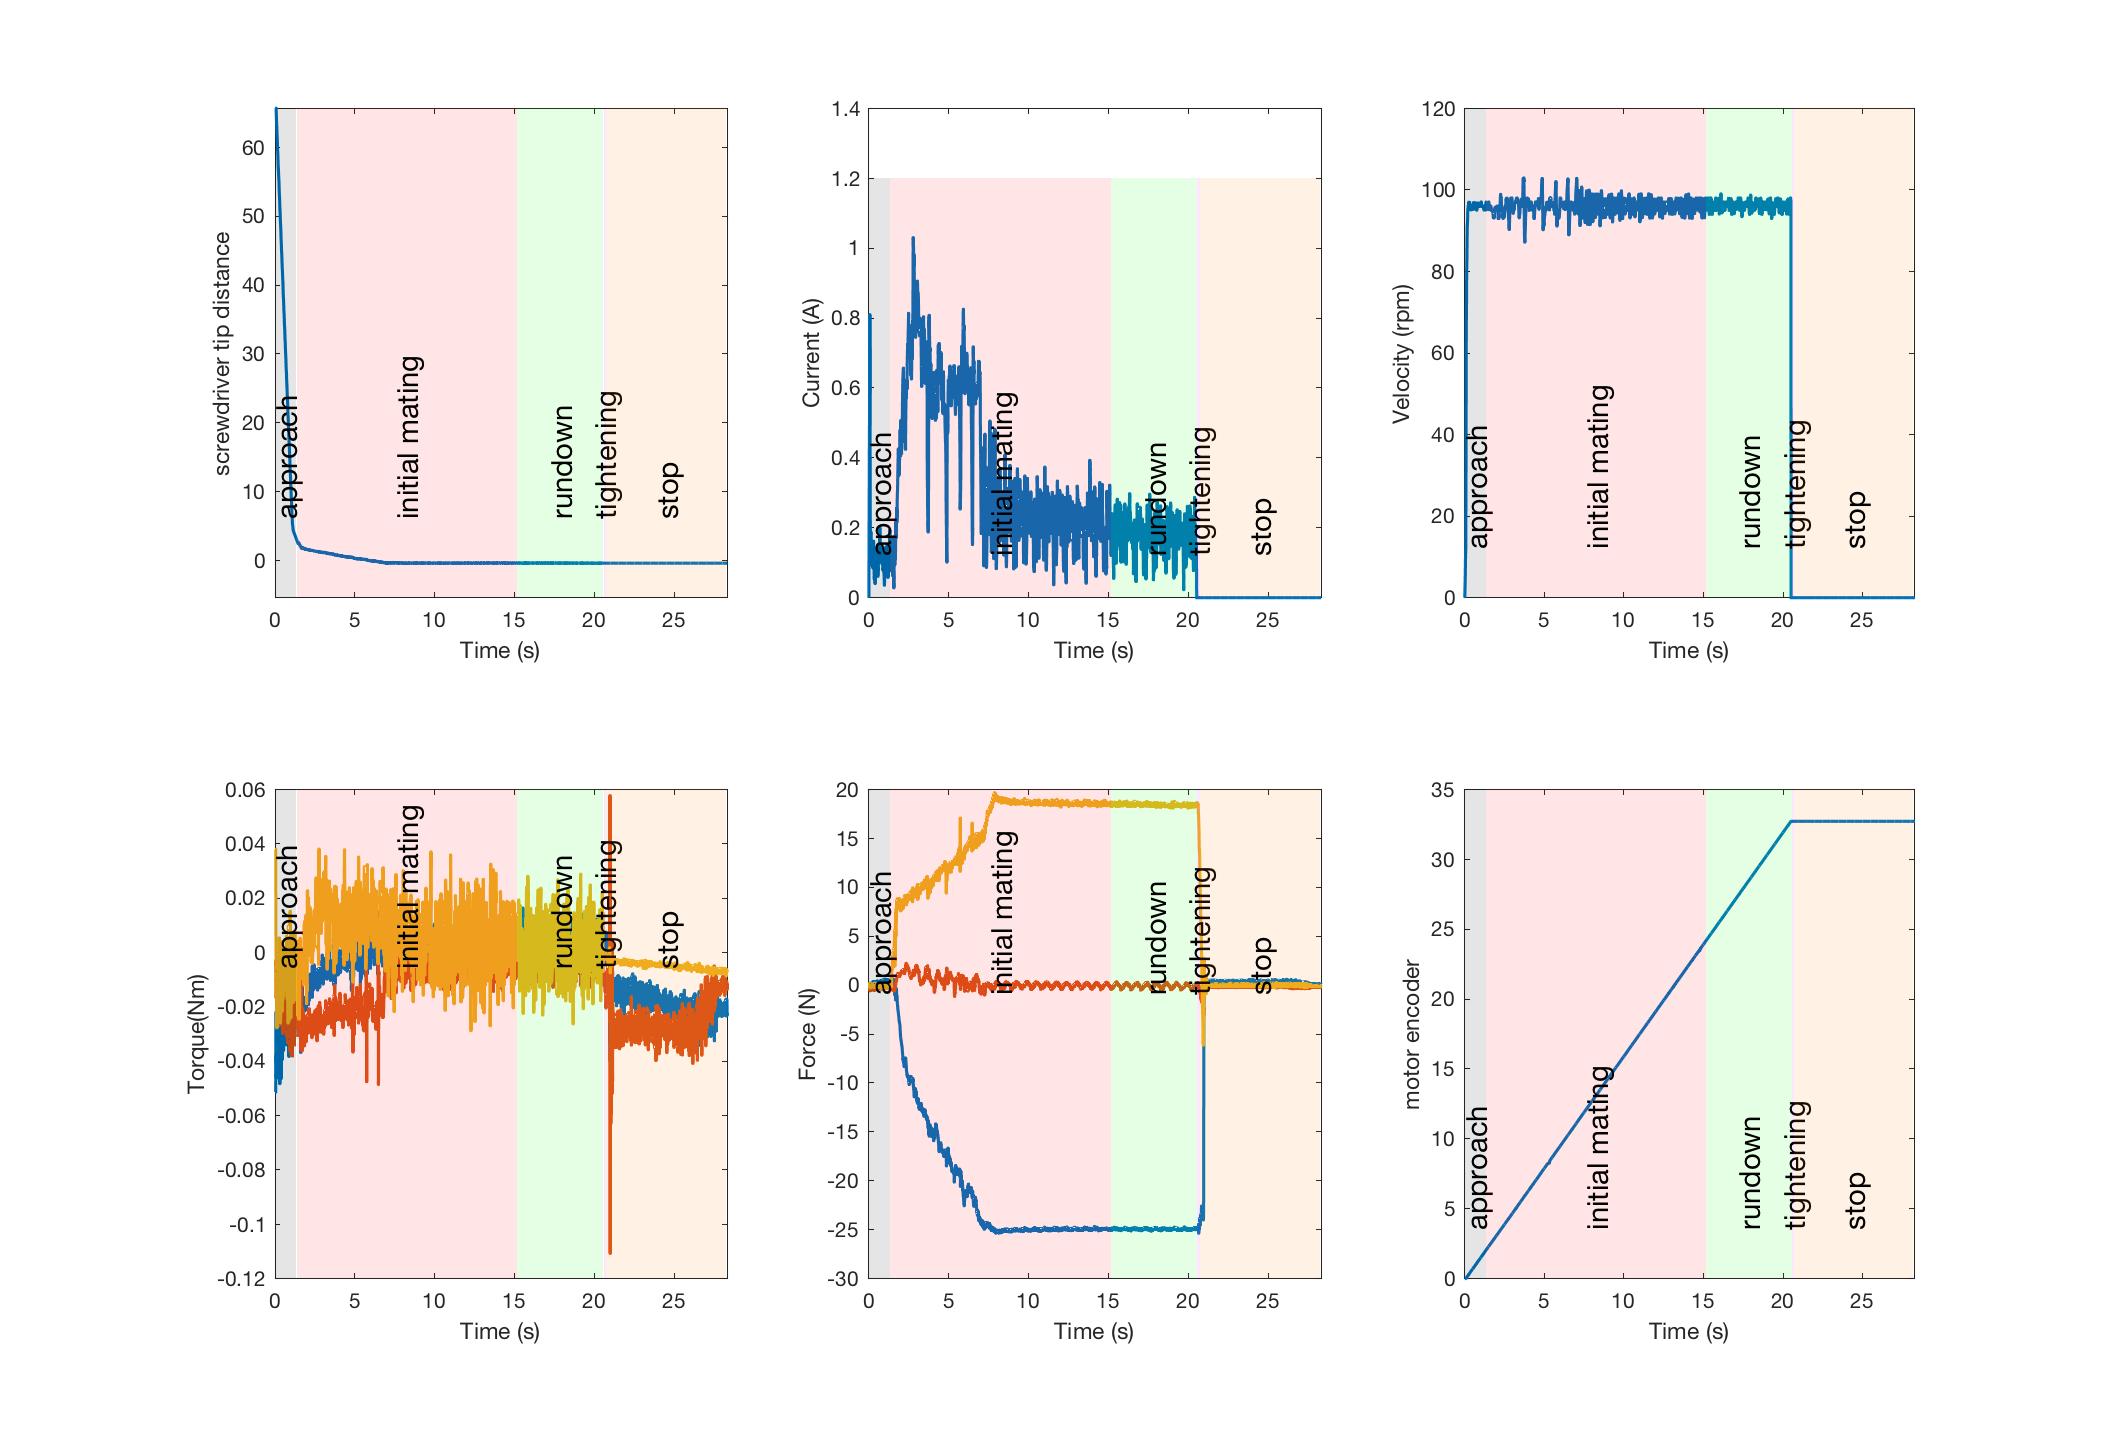 screwdriver tip distance
60
50
40
30
20
10
0
approach
initial mating
rundown
tightening
stop
0 5 10 15 20 25
Time (s)
Current (A)
1.4
1.2
1
0.8
0.6
0.4
0.2
0
approach
initial mating
rundown
tightening
stop
0 5 10 15 20 25
Time (s)
Velocity (rpm)
120
100
80
60
40
20
0
approach
initial mating
rundown
tightening
stop
0 5 10 15 20 25
Time (s)
Torque(Nm)
0.06
0.04
0.02
0
-0.02
-0.04
-0.06
-0.08
-0.1
-0.12
approach
initial mating
rundown
tightening
stop
0 5 10 15 20 25
Time (s)
Force (N)
20
15
10
5
0
-5
-10
-15
-20
-25
-30
approach
initial mating
rundown
tightening
stop
0 5 10 15 20 25
Time (s)
motor encoder
35
30
25
20
15
10
5
0
approach
initial mating
rundown
tightening
stop
0 5 10 15 20 25
Time (s)